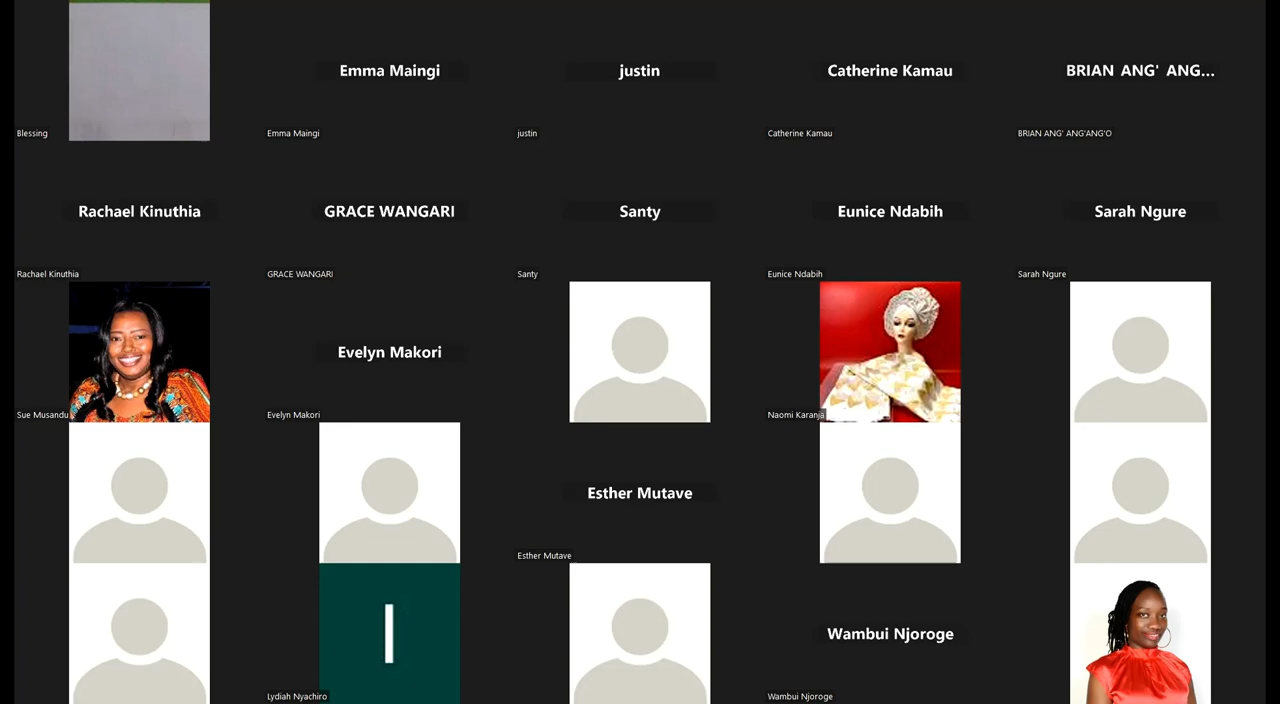 Emma Maingi
justin
Catherine Kamau
BRIAN ANG' ANG...
Blessing
Emma Maingi
justin
Catherine Kamau
BRIAN ANG' ANG'ANG'O
Rachael Kinuthia
GRACE WANGARI
Santy
Eunice Ndabih
Sarah Ngure
Rachael Kinuthia
GRACE WANGARI
Santy
Eunice Ndabih
Sarah Ngure
Evelyn Makori
Sue Musandu
Evelyn Makori
Naomi Karanja
Esther Mutave
Esther Mutave
l
Wambui Njoroge
Lydiah Nyachiro
Wambui Njoroge